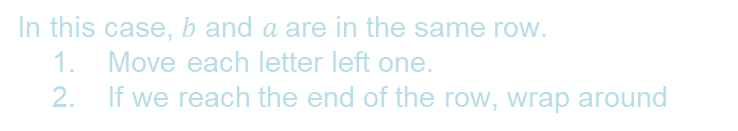 In this case, b and a are in the same row.
1. Move each letter left one.
2. If we reach the end of the row, wrap around